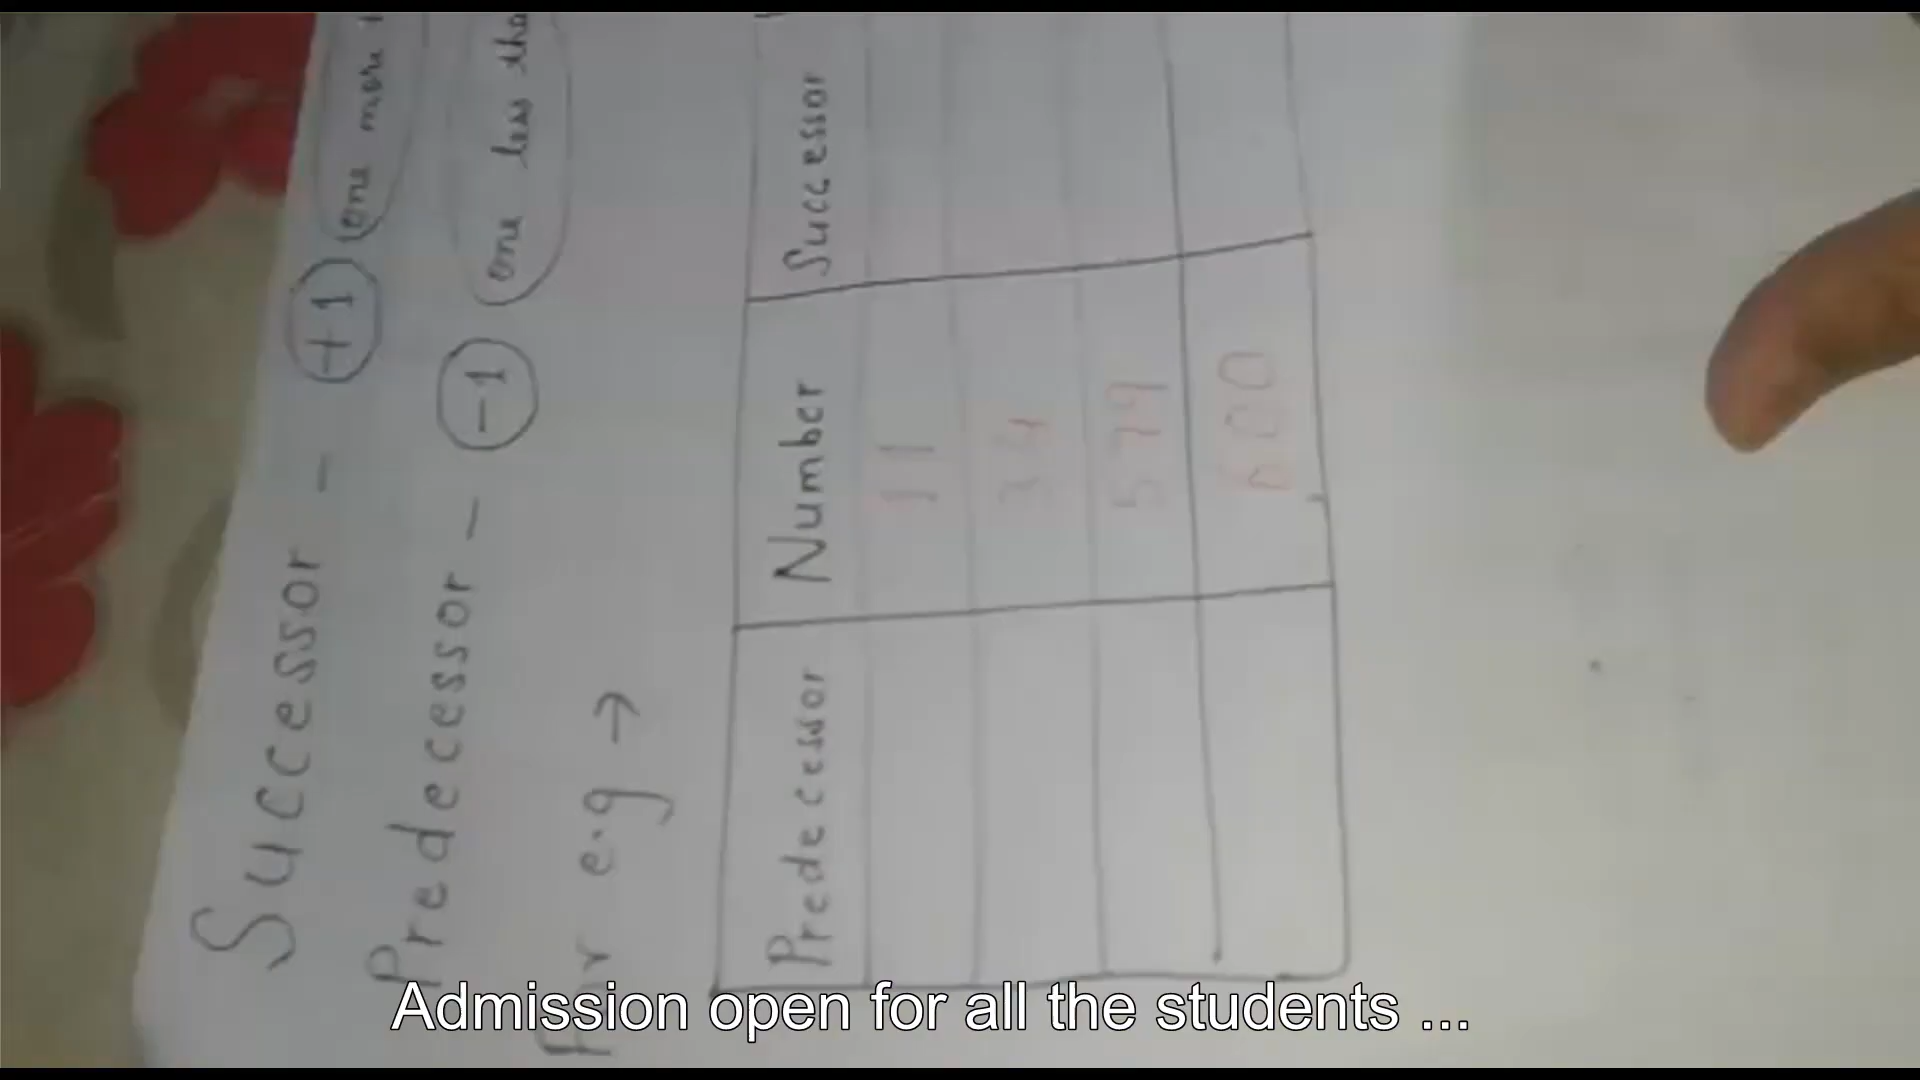 Successor - +1 one more
Predecessor - -1 one less tha
For e.g →
Predecessor Number Successor
11
34
579
600
Admission open for all the students ...